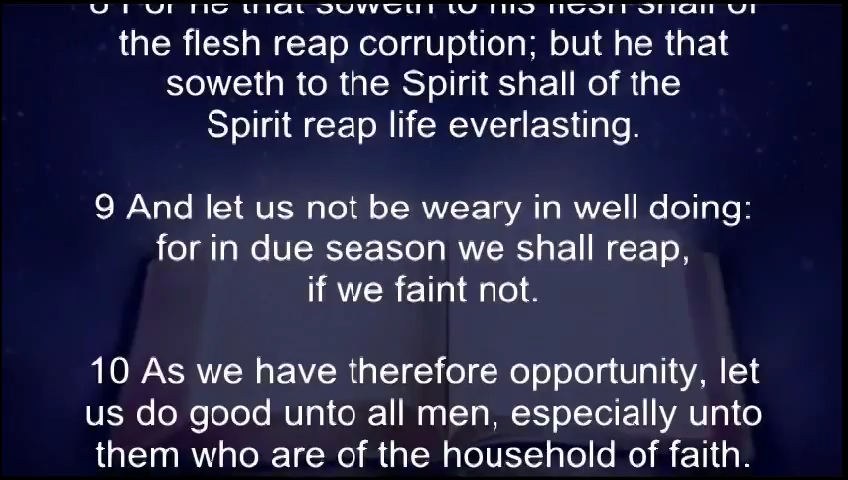 8 For he that soweth to his flesh shall of
the flesh reap corruption; but he that
soweth to the Spirit shall of the
Spirit reap life everlasting.
9 And let us not be weary in well doing:
for in due season we shall reap,
if we faint not.
10 As we have therefore opportunity, let
us do good unto all men, especially unto
them who are of the household of faith.